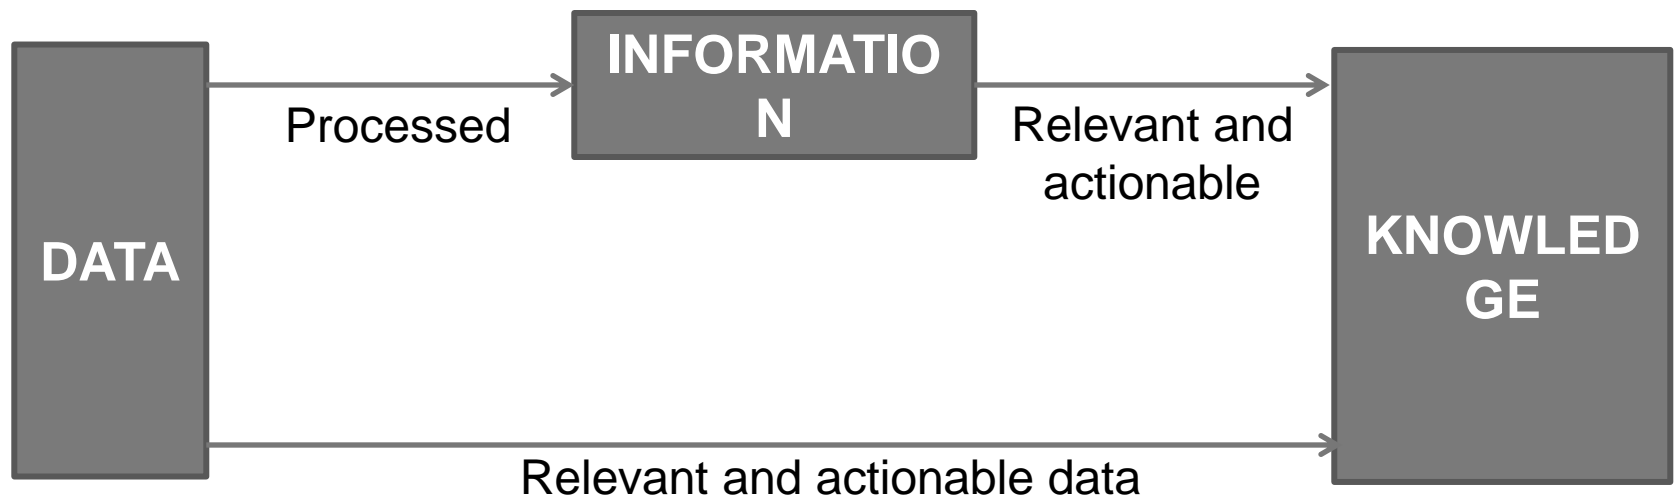 DATA
Processed
INFORMATIO
N
Relevant and
actionable
KNOWLED
GE
Relevant and actionable data